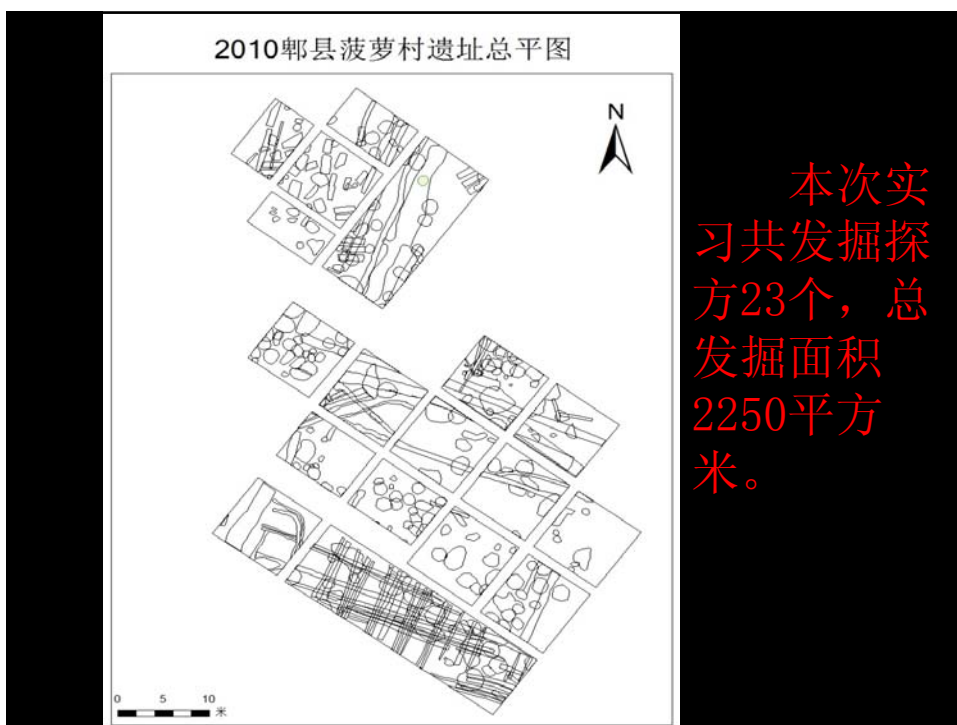 2010郫县菠萝村遗址总平图
N
本次实
习共发掘探
方23个，总
发掘面积
2250平方
米。
0 5 10
米